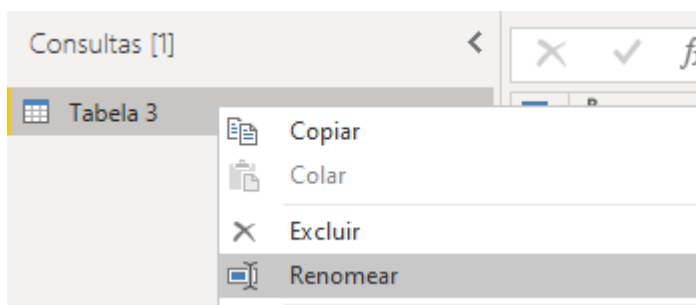 Consultas [1]
Tabela 3
Copiar
Colar
Excluir
Renomear